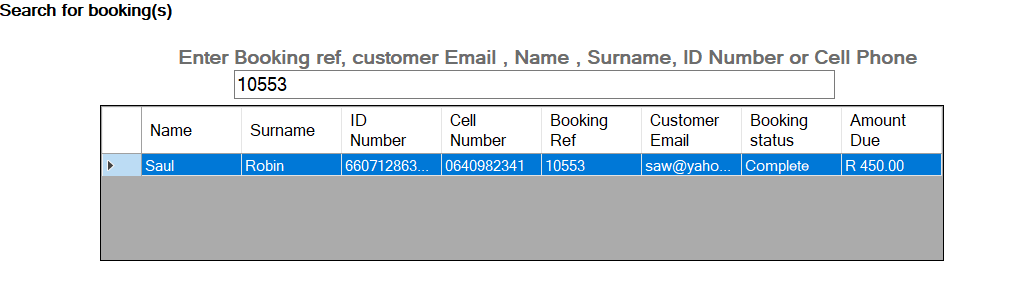 Search for booking(s)
Enter Booking ref, customer Email , Name , Surname, ID Number or Cell Phone
10553
Name Surname ID Number Cell Number Booking Ref Customer Email Booking status Amount Due
Saul Robin 660712863... 0640982341 10553 saw@yaho... Complete R 450.00